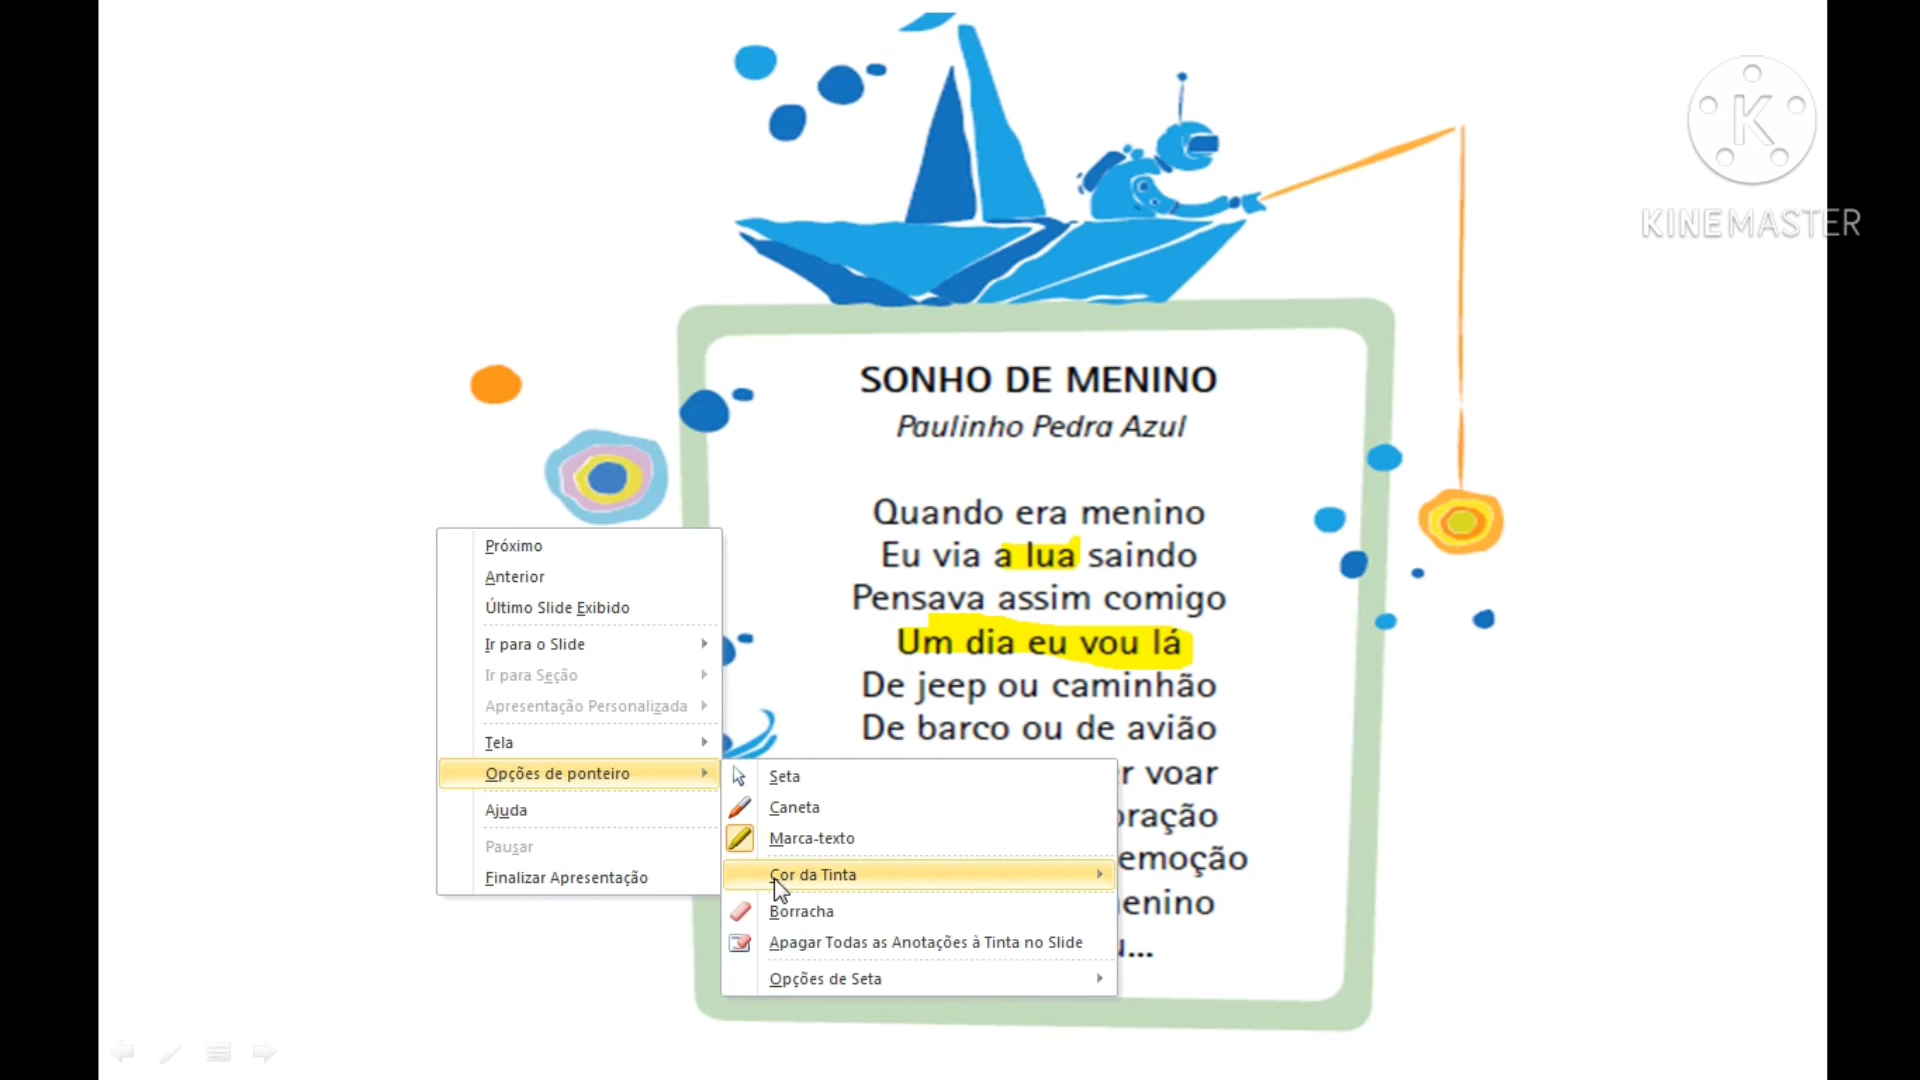 K
KINEMASTER
SONHO DE MENINO
Paulinho Pedra Azul
Quando era menino
Eu via a lua saindo
Pensava assim comigo
Um dia eu vou lá
De jeep ou caminhão
De barco ou de avião
voar
emoção
Próximo
Anterior
Último Slide Exibido
Ir para o Slide
Ir para Seção
Apresentação Personalizada
Tela
Opções de ponteiro
Ajuda
Pausar
Finalizar Apresentação
Seta
Caneta
Marca-texto
Cor da Tinta
Borracha
Apagar Todas as Anotações à Tinta no Slide
Opções de Seta